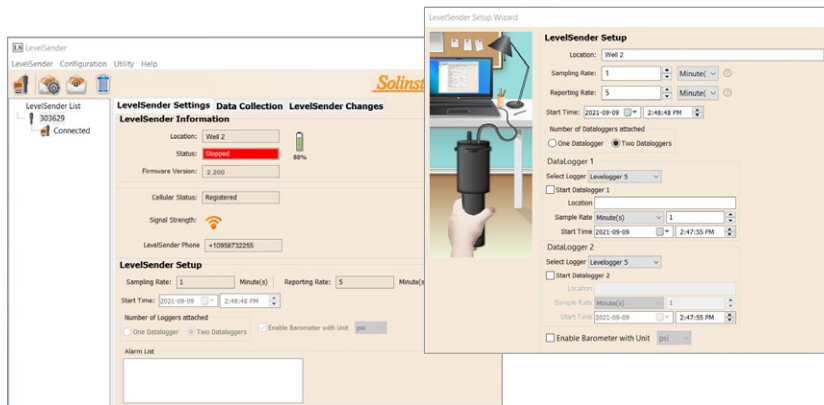 LS LevelSender
LevelSender Configuration Utility Help
Solinst
LevelSender List
303629
Connected
LevelSender Settings Data Collection LevelSender Changes
LevelSender Information
Location: Well 2
Status: Stopped
88%
Firmware Version: 2.200
Cellular Status: Registered
Signal Strength:
LevelSender Phone +10958732255
LevelSender Setup
Sampling Rate: 1 Minute(s) Reporting Rate: 5 Minute(s
Start Time: 2021-09-09 2:48:48 PM
Number of Loggers attached
One Datalogger Two Dataloggers Enable Barometer with Unit psi
Alarm List
LevelSender Setup Wizard
LevelSender Setup
Location: Well 2
Sampling Rate: 1 Minute(
Reporting Rate: 5 Minute(
Start Time: 2021-09-09 2:48:48 PM
Number of Dataloggers attached
One Datalogger Two Dataloggers
DataLogger 1
Select Logger Levelogger 5
Start Datalogger 1
Location
Sample Rate Minute(s) 1
Start Time 2021-09-09 2:47:55 PM
DataLogger 2
Select Logger Levelogger 5
Start Datalogger 2
Location
Sample Rate Minute(s) 1
Start Time 2021-09-09 2:47:55 PM
Enable Barometer with Unit psi